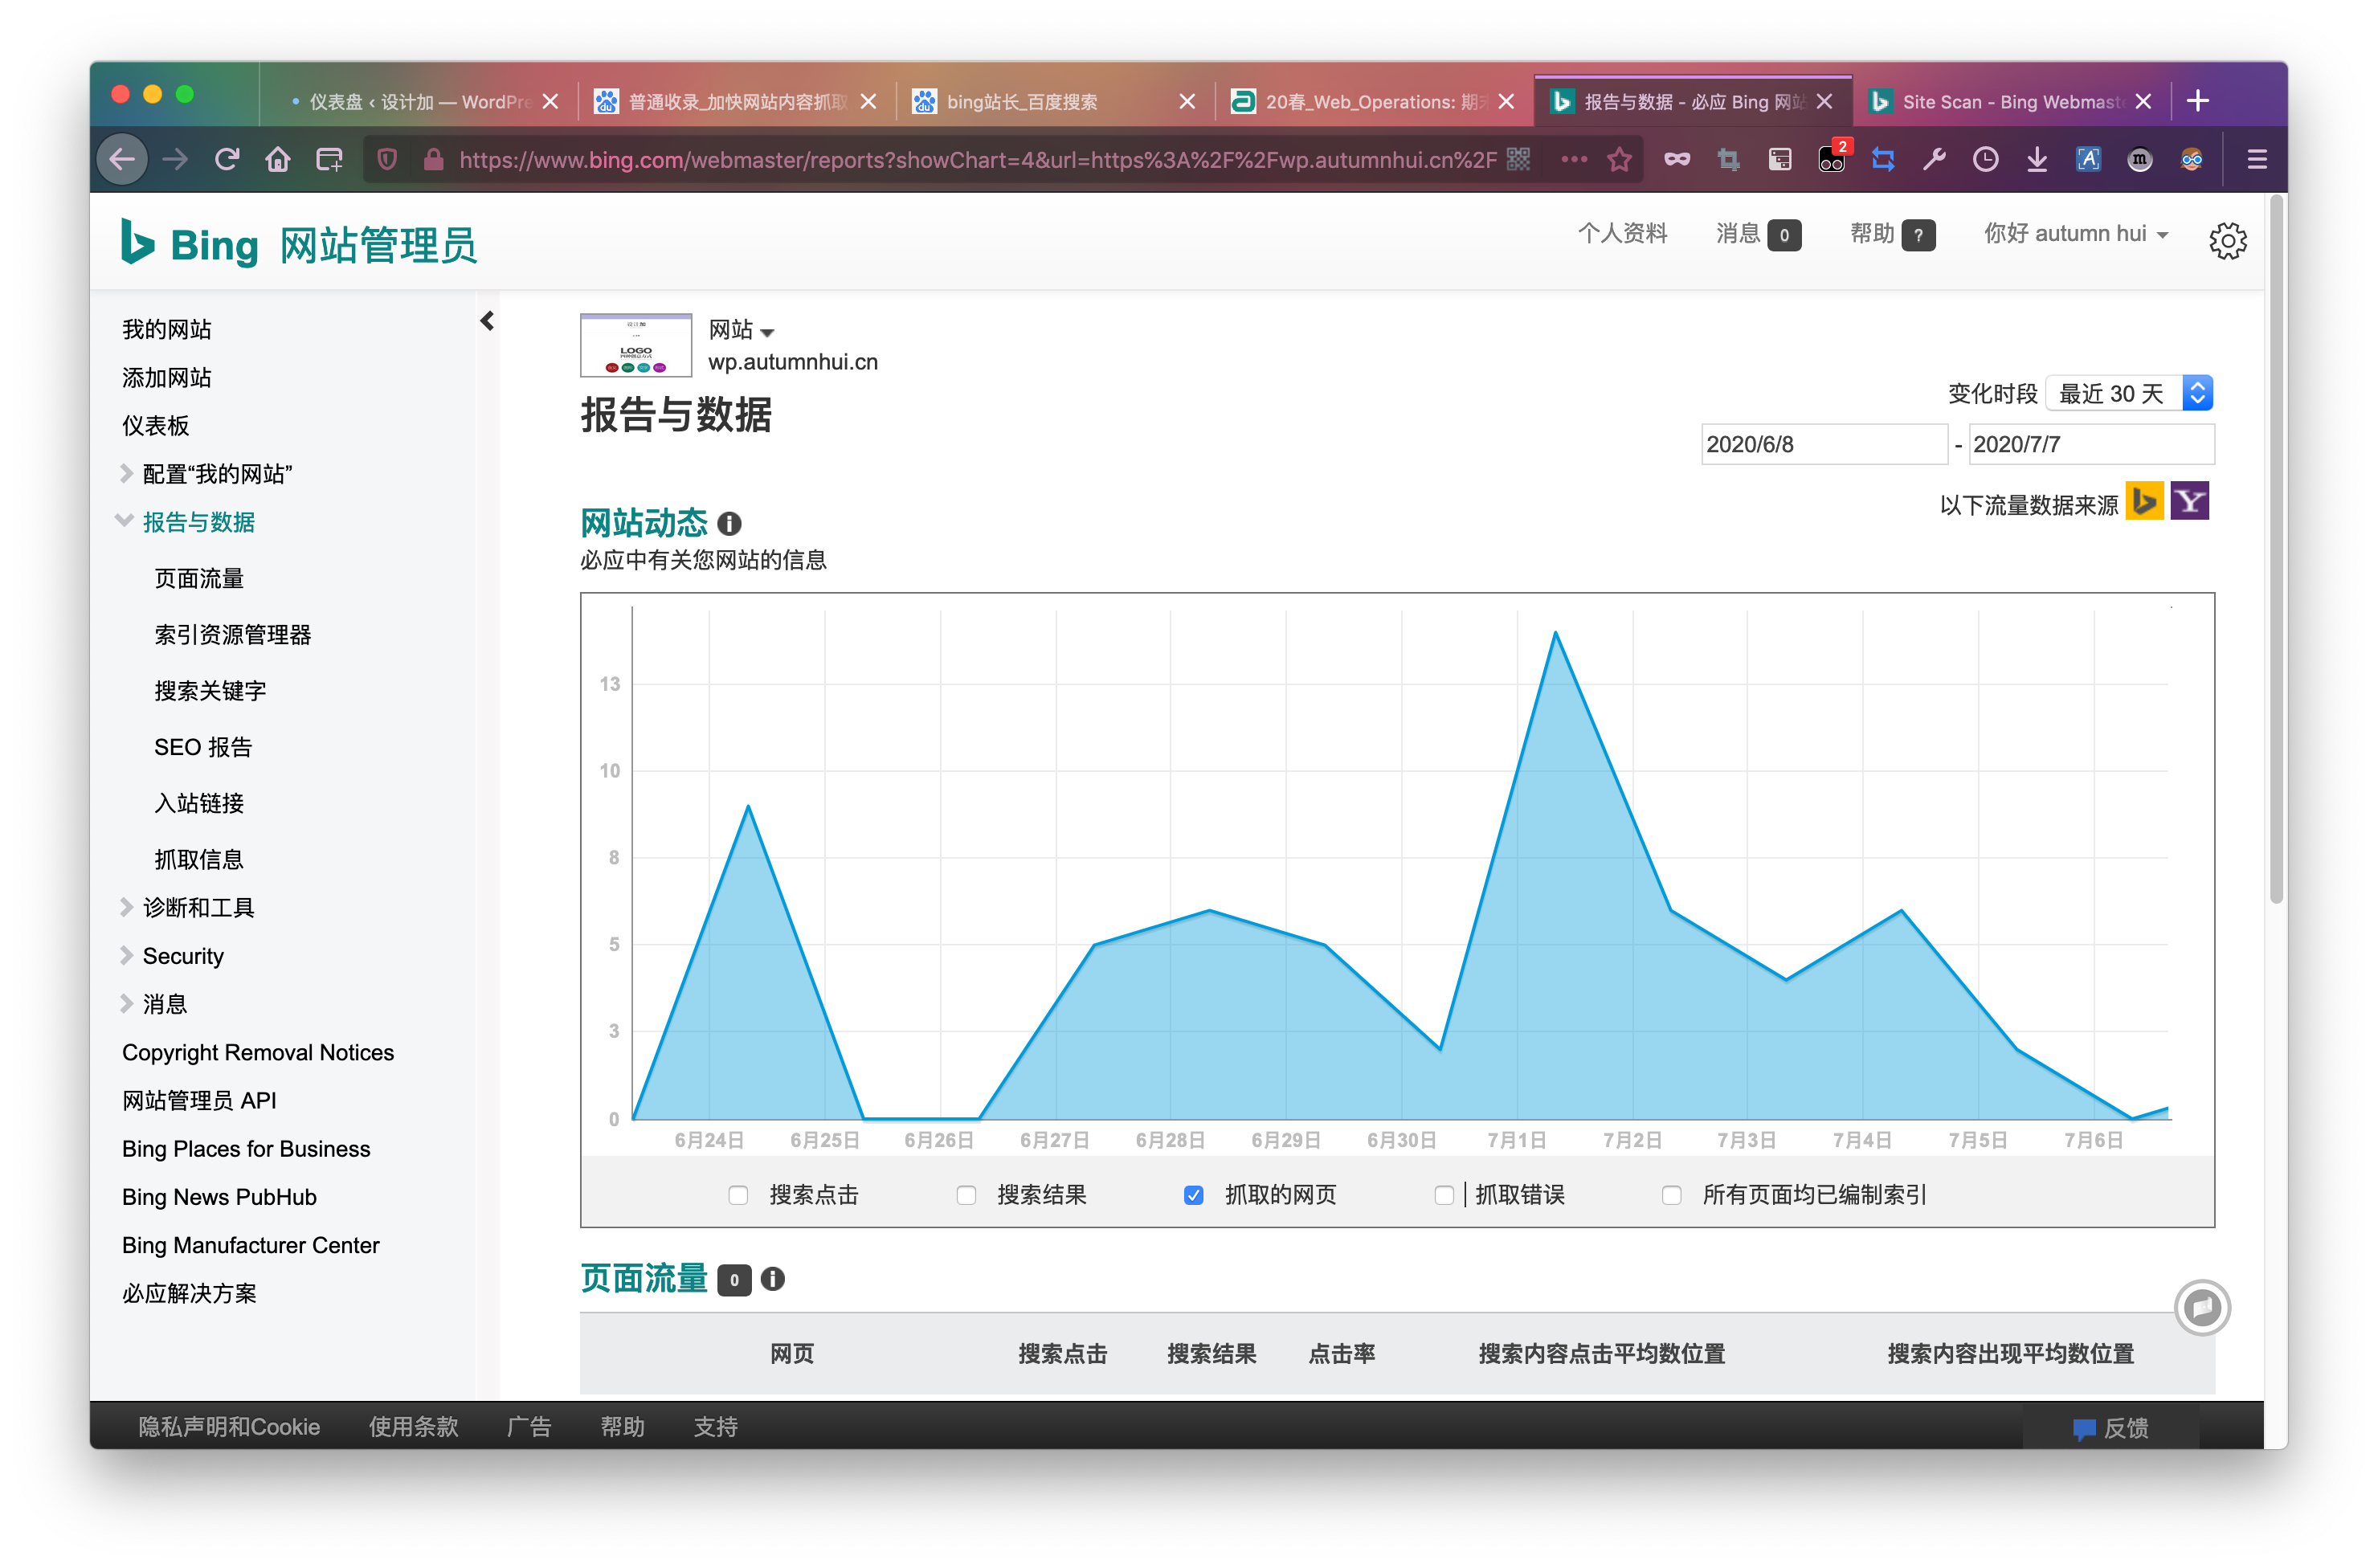 仪表盘 ‹ 设计加 — WordPre
普通收录_加快网站内容抓取
bing站长_百度搜索
20春_Web_Operations: 期末
报告与数据 - 必应 Bing 网站
Site Scan - Bing Webmaste
https://www.bing.com/webmaster/reports?showChart=4&url=https%3A%2F%2Fwp.autumnhui.cn%2F
2
Bing 网站管理员
个人资料
消息 0
帮助 ?
你好 autumn hui
我的网站
添加网站
仪表板
配置“我的网站”
报告与数据
页面流量
索引资源管理器
搜索关键字
SEO 报告
入站链接
抓取信息
诊断和工具
Security
消息
Copyright Removal Notices
网站管理员 API
Bing Places for Business
Bing News PubHub
Bing Manufacturer Center
必应解决方案
LOGO
网站
wp.autumnhui.cn
报告与数据
变化时段 最近 30 天
2020/6/8 - 2020/7/7
以下流量数据来源
网站动态
必应中有关您网站的信息
13
10
8
5
3
0
6月24日 6月25日 6月26日 6月27日 6月28日 6月29日 6月30日 7月1日 7月2日 7月3日 7月4日 7月5日 7月6日
搜索点击 搜索结果 抓取的网页 抓取错误 所有页面均已编制索引
页面流量 0
网页 搜索点击 搜索结果 点击率 搜索内容点击平均数位置 搜索内容出现平均数位置
隐私声明和Cookie 使用条款 广告 帮助 支持
反馈